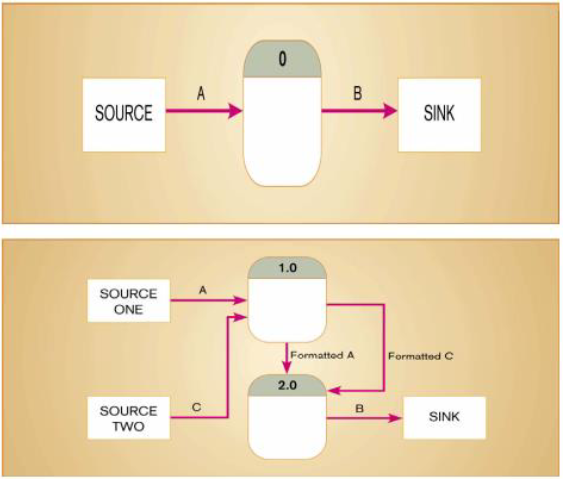 0
A
B
SOURCE
SINK
1.0
SOURCE
ONE
A
Formatted A
Formatted C
2.0
SOURCE
TWO
C
B
SINK